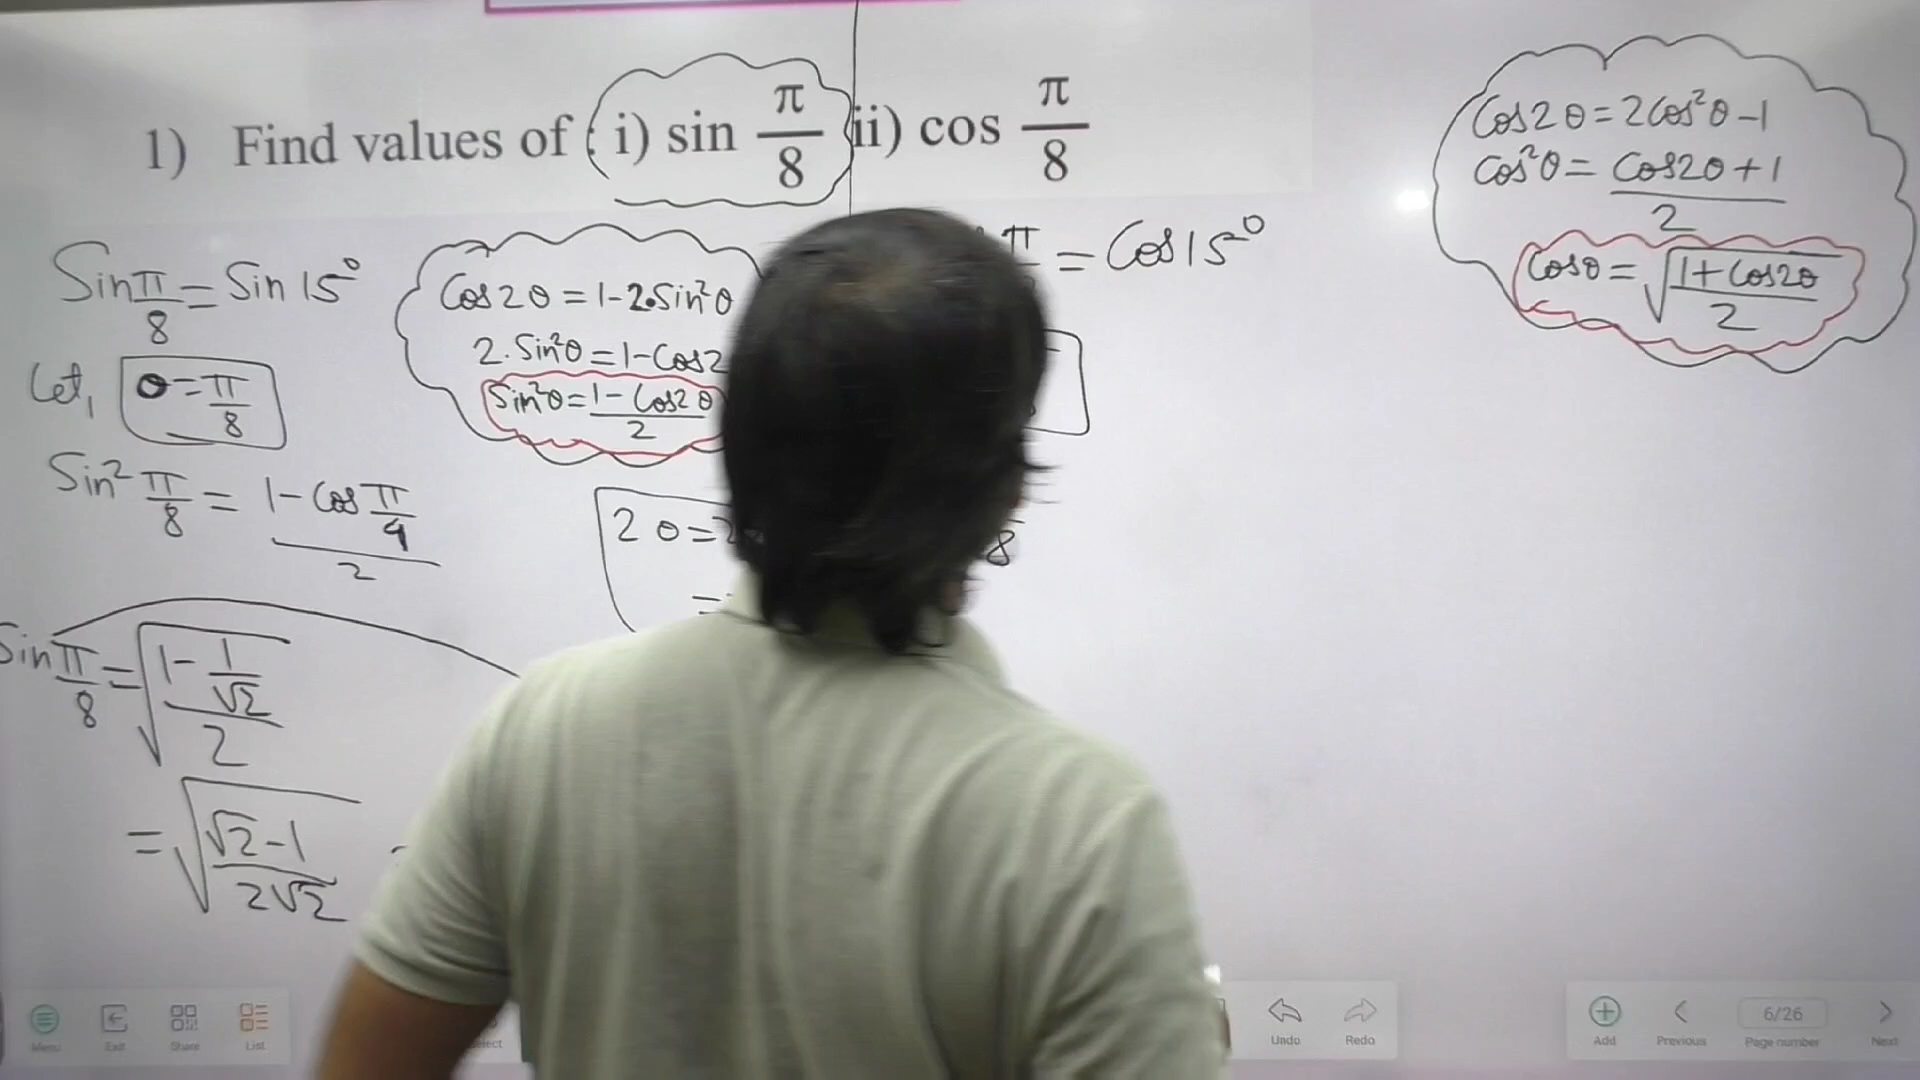 1) Find values of : i) sin π/8 ii) cos π/8
Sin π/8 = Sin 15°
Let, θ = π/8
Sin² π/8 = 1 - Cos π/4 / 2
Sin π/8 = √(1 - 1/√2 / 2)
= √(√2 - 1 / 2√2)
Cos 2θ = 1 - 2•Sin²θ
2. Sin²θ = 1 - Cos2
Sin²θ = 1 - Cos2θ / 2
2θ = 2
8
=
π = Cos 15°
Cos2θ = 2Cos²θ - 1
Cos²θ = Cos2θ + 1 / 2
Cosθ = √(1 + Cos2θ / 2)
Menu
Exit
Share
List
Undo
Redo
Add
Previous
6/26
Page number
Next